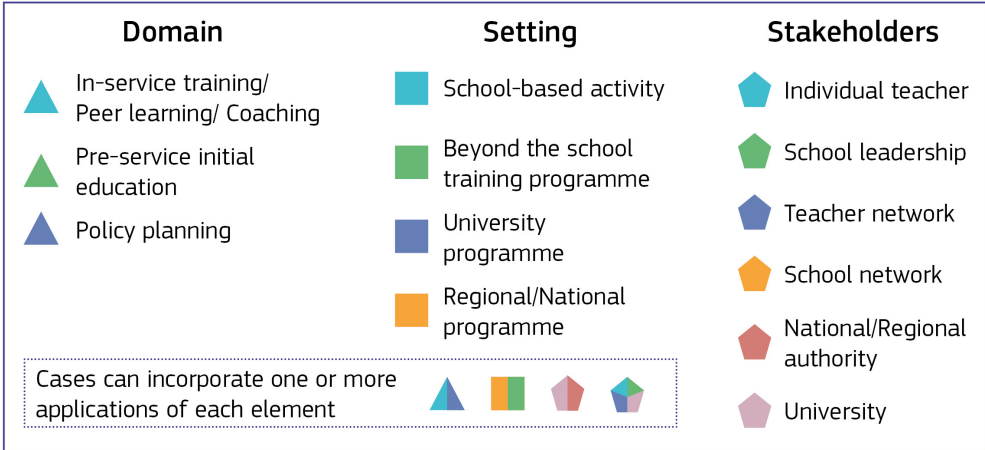 Domain
In-service training/
Peer learning/ Coaching
Pre-service initial
education
Policy planning
Setting
School-based activity
Beyond the school
training programme
University
programme
Regional/National
programme
Stakeholders
Individual teacher
School leadership
Teacher network
School network
National/Regional
authority
University
Cases can incorporate one or more
applications of each element